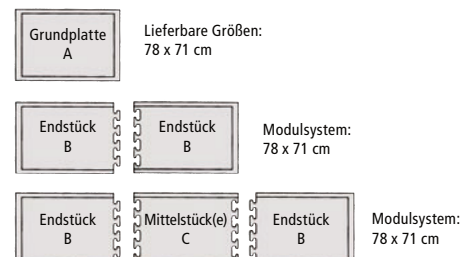 Grundplatte
A
Lieferbare Größen:
78 x 71 cm
Endstück
B
Endstück
B
Modulsystem:
78 x 71 cm
Endstück
B
Mittelstück(e)
C
Endstück
B
Modulsystem:
78 x 71 cm